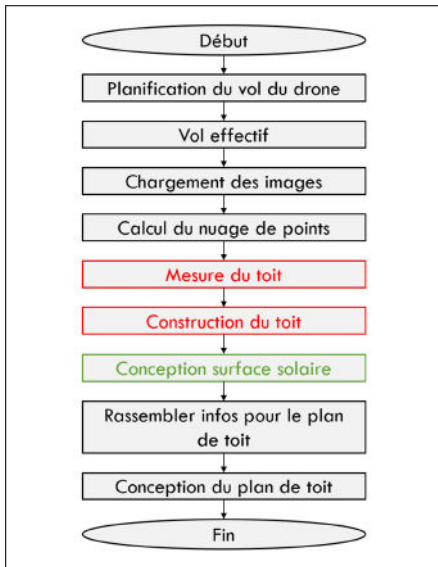 Début
Planification du vol du drone
Vol effectif
Chargement des images
Calcul du nuage de points
Mesure du toit
Construction du toit
Conception surface solaire
Rassembler infos pour le plan
de toit
Conception du plan de toit
Fin